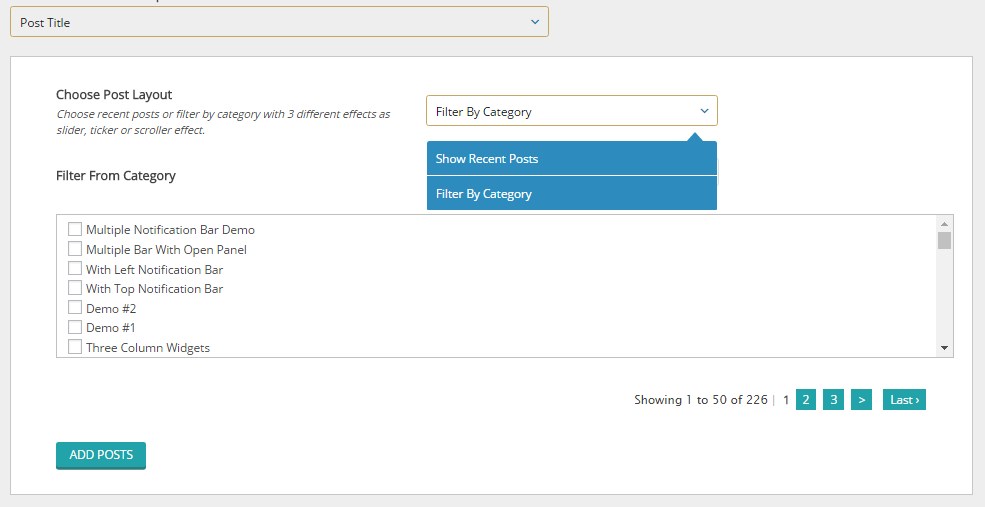 Post Title
Choose Post Layout
Choose recent posts or filter by category with 3 different effects as
slider, ticker or scroller effect.
Filter By Category
Show Recent Posts
Filter By Category
Filter From Category
Multiple Notification Bar Demo
Multiple Bar With Open Panel
With Left Notification Bar
With Top Notification Bar
Demo #2
Demo #1
Three Column Widgets
Showing 1 to 50 of 226 | 1 2 3 > Last ›
ADD POSTS